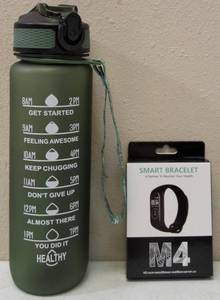 8AM 2PM
GET STARTED
9AM 3PM
FEELING AWESOME
10AM 4PM
KEEP CHUGGING
11AM 5PM
DON'T GIVE UP
12PM 6PM
ALMOST THERE
1PM 7PM
YOU DID IT
HEALTHY
SMART BRACELET
M4